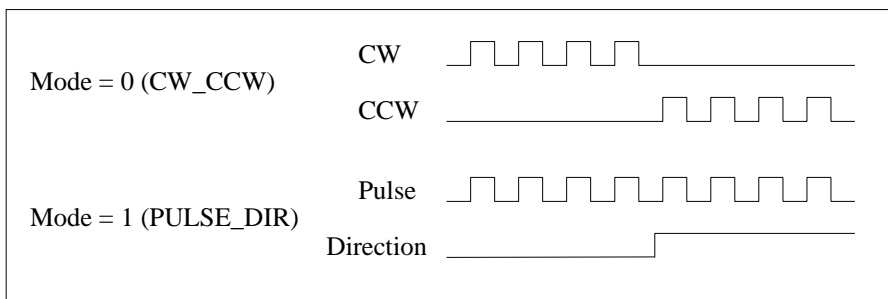 CW
Mode = 0 (CW_CCW)
CCW
Pulse
Mode = 1 (PULSE_DIR)
Direction